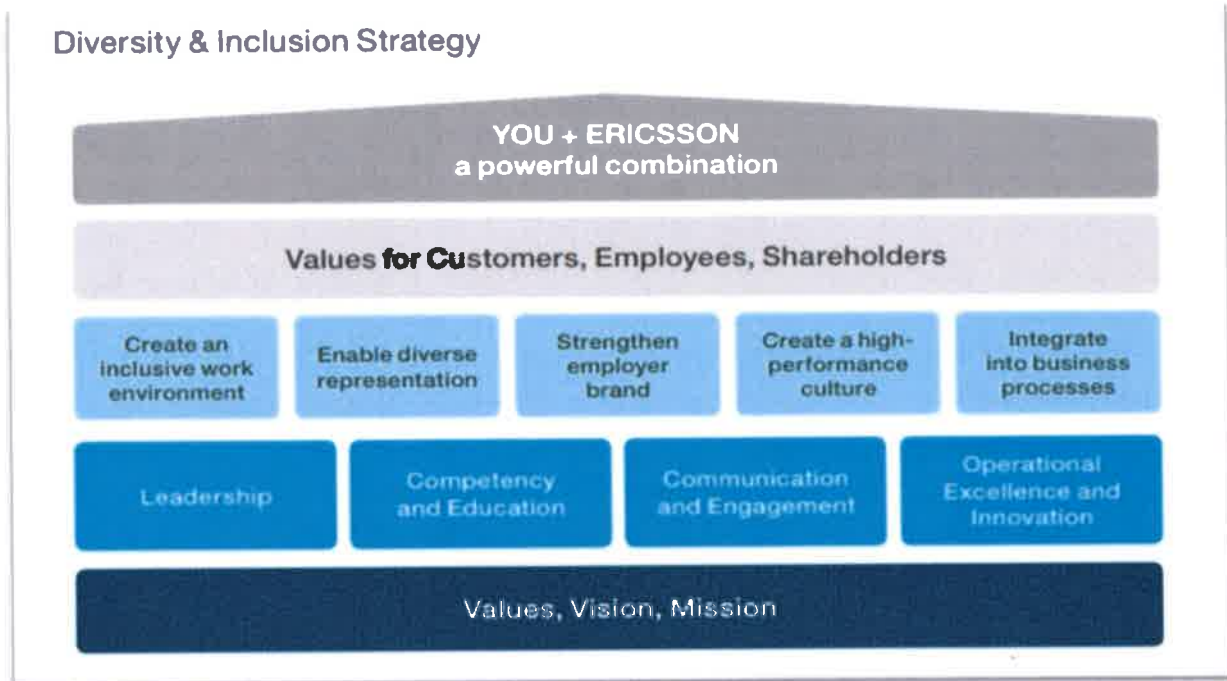 Diversity & Inclusion Strategy
YOU + ERICSSON
a powerful combination
Values for Customers, Employees, Shareholders
Create an
inclusive work
environment
Enable diverse
representation
Strengthen
employer
brand
Create a high-
performance
culture
Integrate
into business
processes
Leadership
Competency
and Education
Communication
and Engagement
Operational
Excellence and
Innovation
Values, Vision, Mission